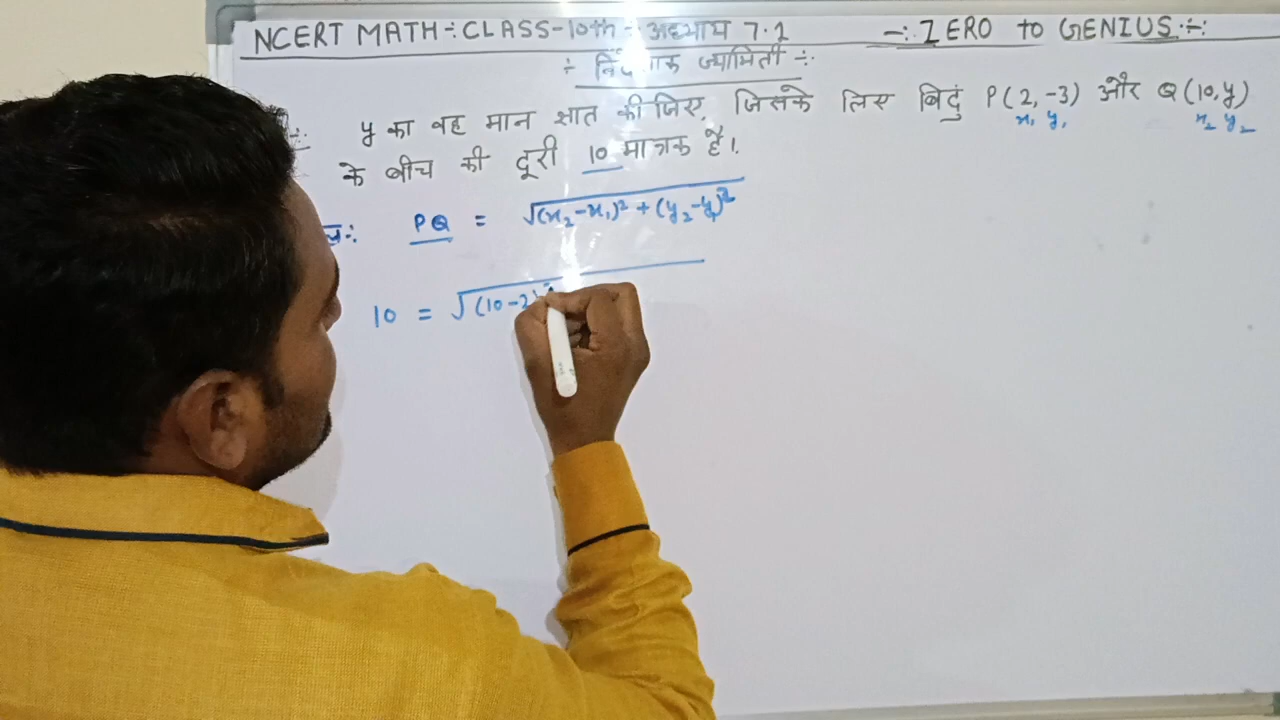 NCERT MATH ÷ CLASS-10th - अध्याय 7.1 -:. ZERO to GENIUS .÷:
÷ ज्यामिती ÷:
y का वह मान ज्ञात कीजिए, जिसके लिए बिदुं P(2,-3) और Q(10,y)
x₁ y₁ x₂ y₂
के बीच की दूरी 10 मात्रक है।
PQ = √(x₂-x₁)² + (y₂-y₁)²
10 = √(10-2)²